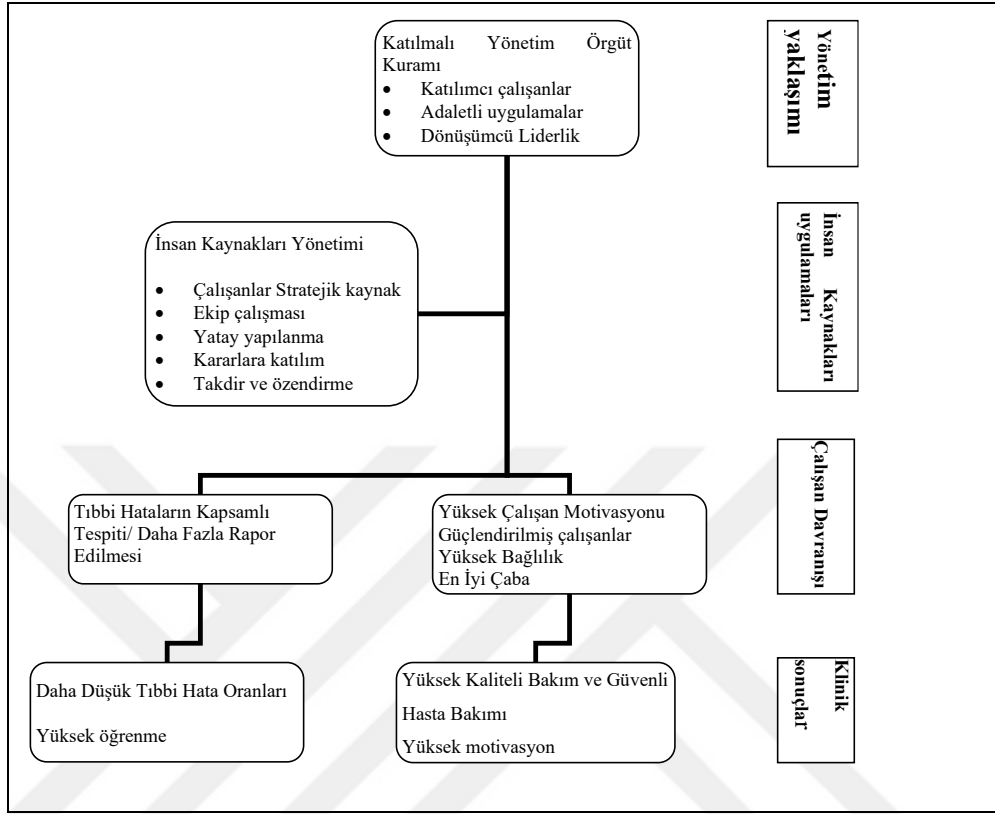 Katılmalı Yönetim Örgüt
Kuramı
• Katılımcı çalışanlar
• Adaletli uygulamalar
• Dönüşümcü Liderlik
Yönetim
yaklaşımı
İnsan Kaynakları Yönetimi
• Çalışanlar Stratejik kaynak
• Ekip çalışması
• Yatay yapılanma
• Kararlara katılım
• Takdir ve özendirme
İnsan Kaynakları
uygulamaları
Tıbbi Hataların Kapsamlı
Tespiti/ Daha Fazla Rapor
Edilmesi
Yüksek Çalışan Motivasyonu
Güçlendirilmiş çalışanlar
Yüksek Bağlılık
En İyi Çaba
Çalışan Davranışı
Daha Düşük Tıbbi Hata Oranları
Yüksek öğrenme
Yüksek Kaliteli Bakım ve Güvenli
Hasta Bakımı
Yüksek motivasyon
Klinik
sonuçlar